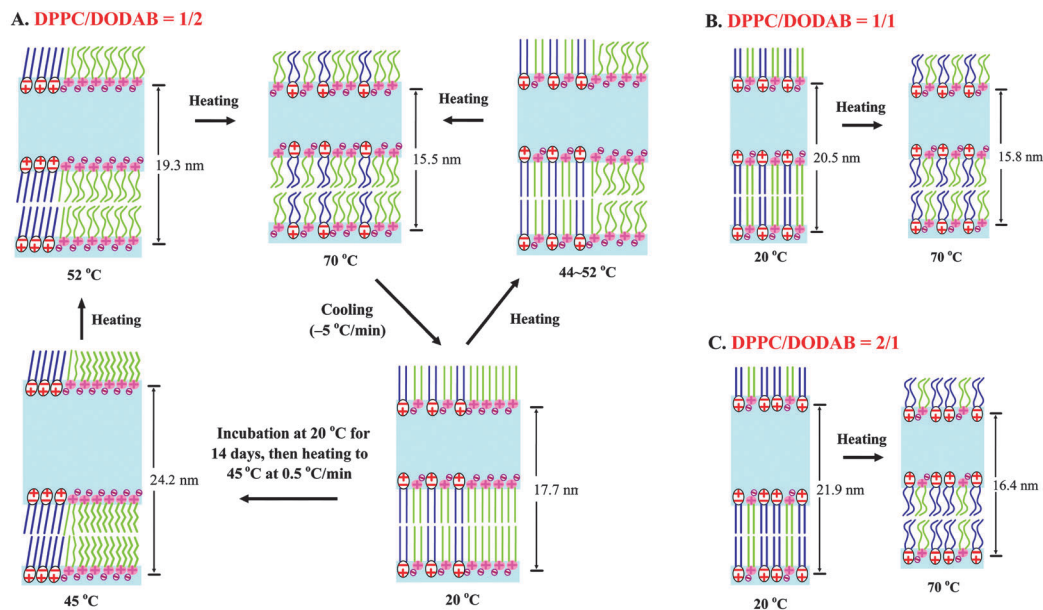 A. DPPC/DODAB = 1/2
Heating
19.3 nm
52 °C
Heating
15.5 nm
70 °C
Heating
44~52 °C
Heating
Cooling
(–5 °C/min)
Heating
24.2 nm
45 °C
Incubation at 20 °C for
14 days, then heating to
45 °C at 0.5 °C/min
17.7 nm
20 °C
B. DPPC/DODAB = 1/1
20.5 nm
20 °C
Heating
15.8 nm
70 °C
C. DPPC/DODAB = 2/1
21.9 nm
20 °C
Heating
16.4 nm
70 °C